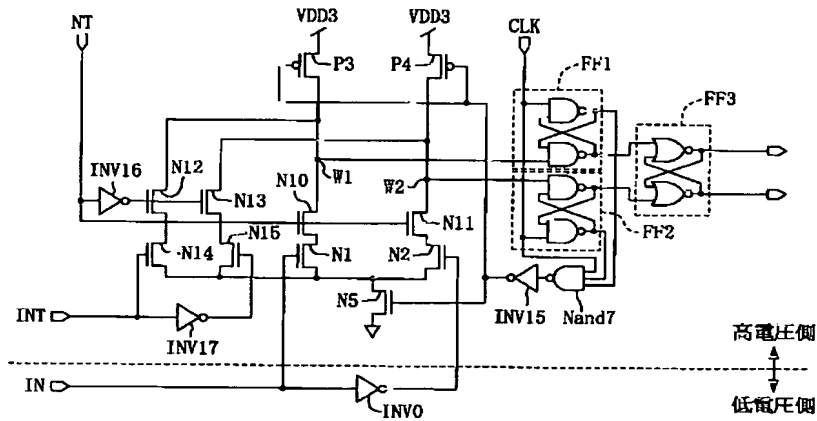 NT
VDD3
VDD3
CLK
P3
P4
FF1
FF3
INV16
N12
N13
N10
W1
W2
N11
N14
N15
N1
N2
FF2
N5
INV15
Nand7
INT
INV17
高電圧側
IN
INV0
低電圧側